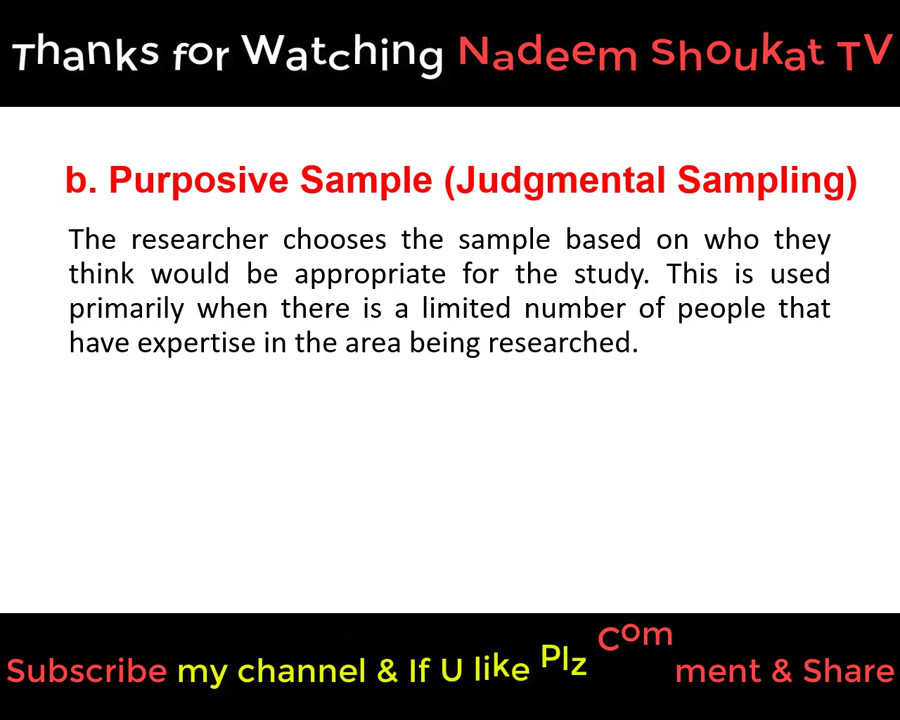 Thanks for Watching Nadeem Shoukat TV
b. Purposive Sample (Judgmental Sampling)
The researcher chooses the sample based on who they
think would be appropriate for the study. This is used
primarily when there is a limited number of people that
have expertise in the area being researched.
Subscribe my channel & If U like Plz Comment & Share